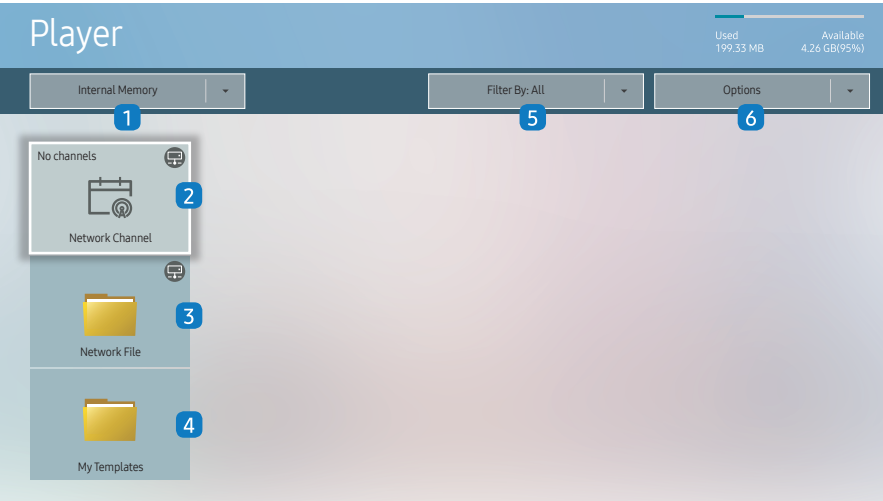 Player
Used Available
199.33 MB 4.26 GB(95%)
Internal Memory
Filter By: All
Options
1
5
6
No channels
2
Network Channel
3
Network File
4
My Templates